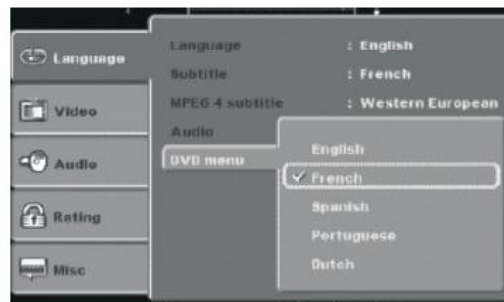 Language
Video
Audio
Rating
Misc
Language : English
Subtitle : French
MPEG 4 subtitle : Western European
Audio
DVD menu
English
French
Spanish
Portuguese
Dutch